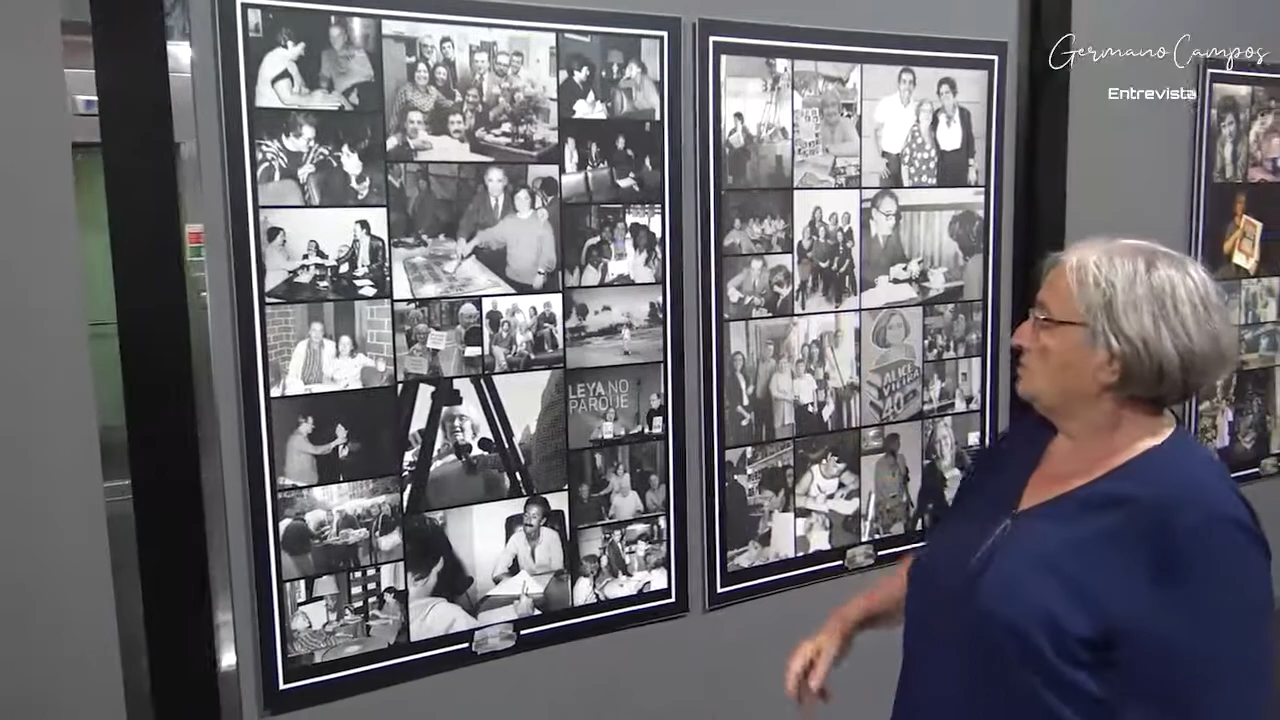 Germano Campos
Entrevista
LEYA NO
PARQUE
ALICE
VIEIRA
40